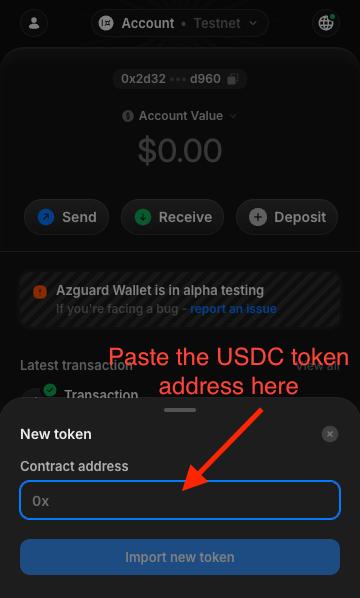 Account • Testnet
0x2d32 ••• d960
Account Value
$0.00
Send
Receive
Deposit
Azguard Wallet is in alpha testing
If you're facing a bug - report an issue
Paste the USDC token
address here
Latest transaction
View all
Transaction
New token
Contract address
0x
Import new token